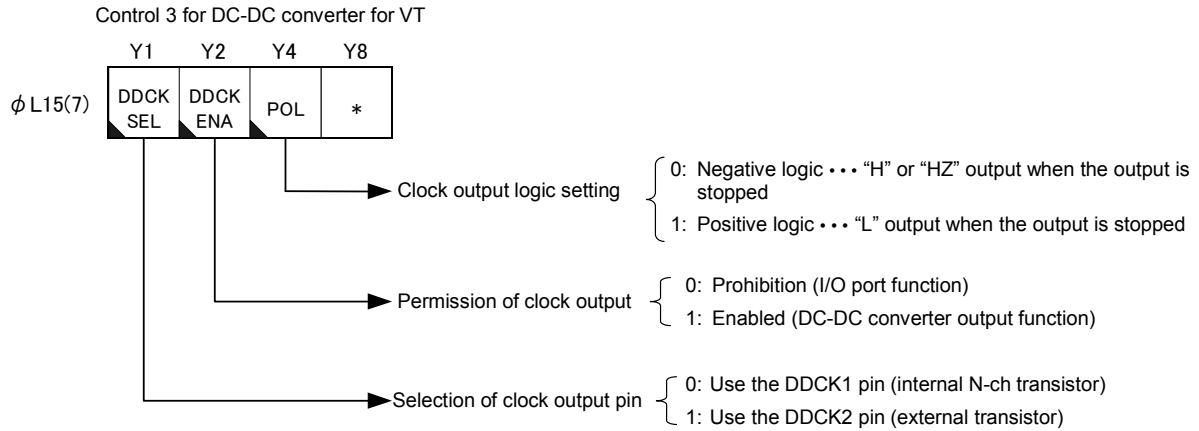 Control 3 for DC-DC converter for VT
Y1 Y2 Y4 Y8
φL15(7) DDCK SEL DDCK ENA POL *
Clock output logic setting
0: Negative logic ••• “H” or “HZ” output when the output is
stopped
1: Positive logic ••• “L” output when the output is stopped
Permission of clock output
0: Prohibition (I/O port function)
1: Enabled (DC-DC converter output function)
Selection of clock output pin
0: Use the DDCK1 pin (internal N-ch transistor)
1: Use the DDCK2 pin (external transistor)